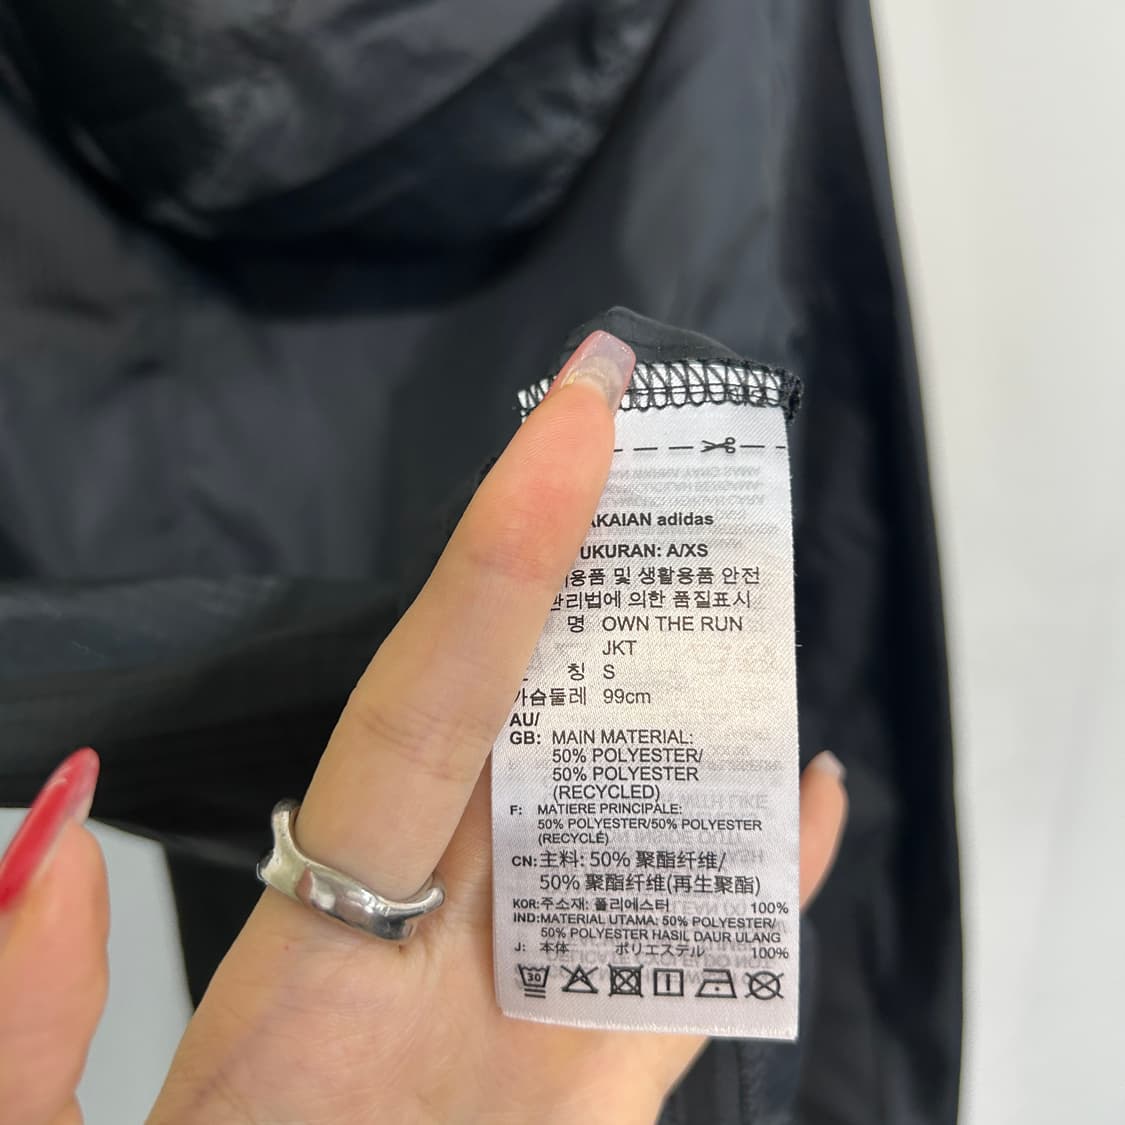 AKAIAN adidas
UKURAN: A/XS
용품 및 생활용품 안전
관리법에 의한 품질표시
명 OWN THE RUN
JKT
칭 S
가슴둘레 99cm
AU/
GB: MAIN MATERIAL:
50% POLYESTER/
50% POLYESTER
(RECYCLED)
F: MATIERE PRINCIPALE:
50% POLYESTER/50% POLYESTER
(RECYCLÉ)
CN: 主料: 50% 聚酯纤维/
50% 聚酯纤维(再生聚酯)
KOR: 주소재: 폴리에스터 100%
IND: MATERIAL UTAMA: 50% POLYESTER/
50% POLYESTER HASIL DAUR ULANG
J: 本体 ポリエステル 100%
30